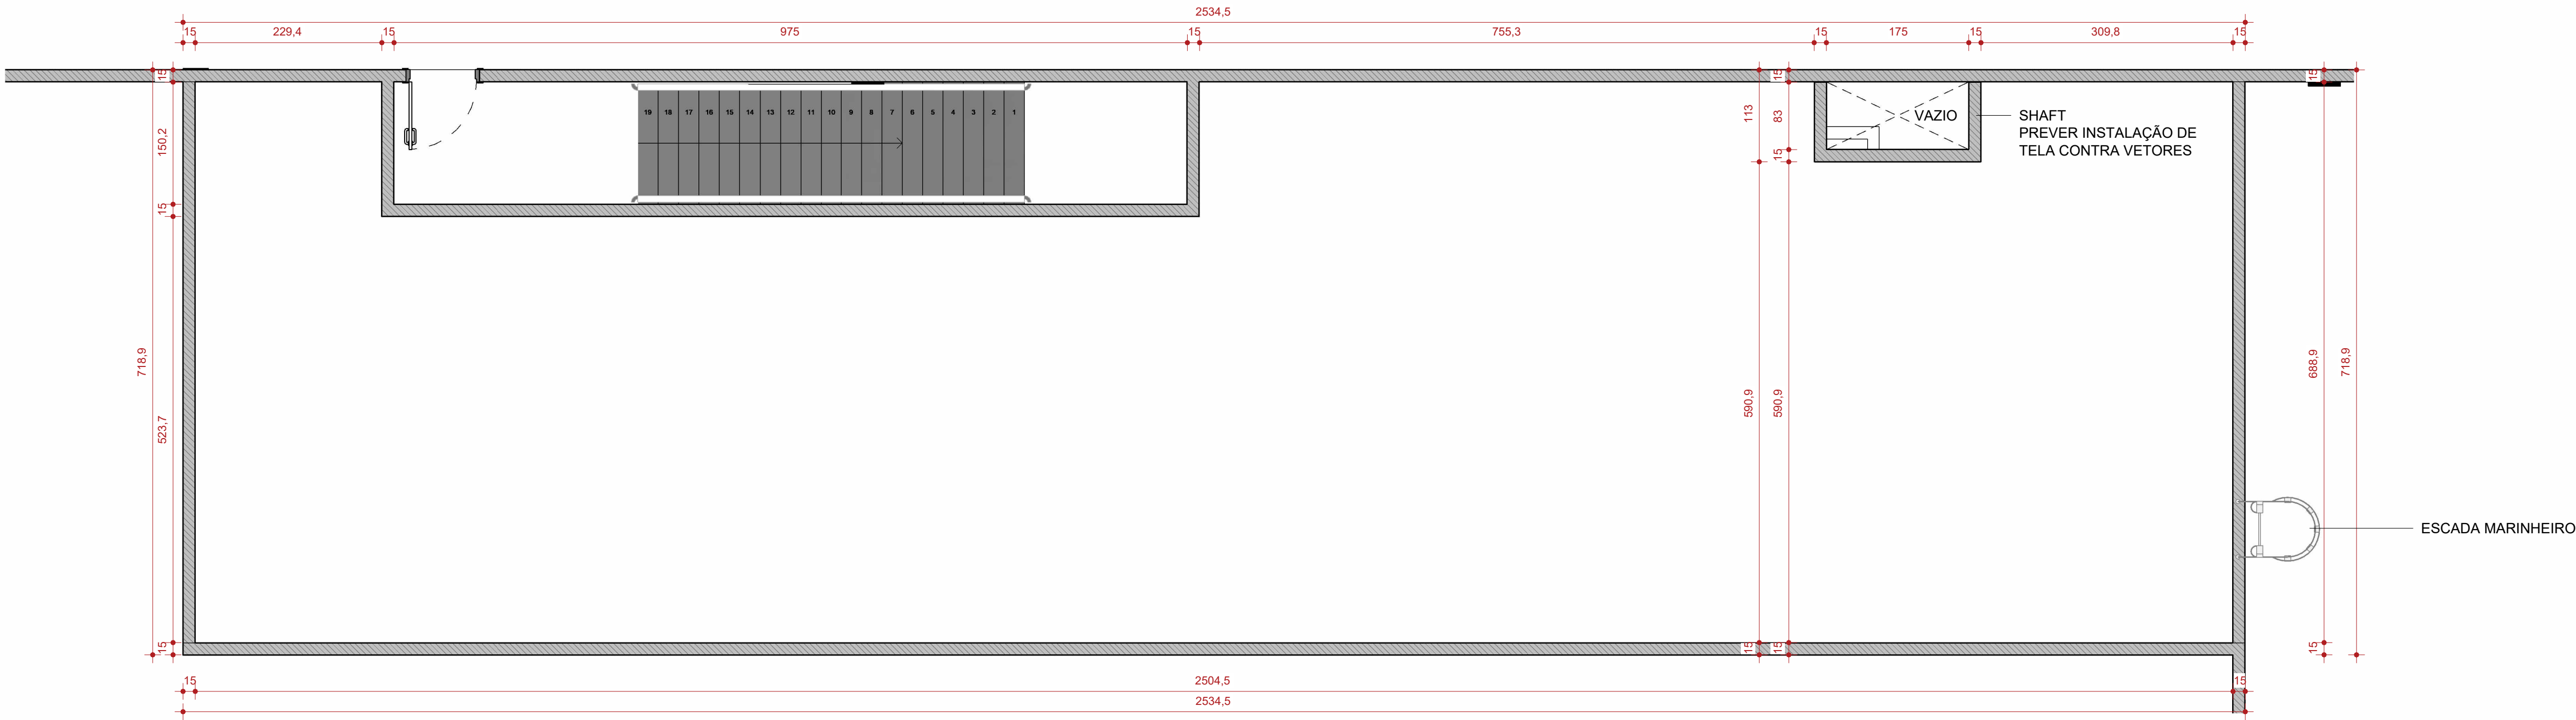 2534,5
15 229,4 15 975 15 755,3 15 175 15 309,8 15
15 15 15
19 18 17 16 15 14 13 12 11 10 9 8 7 6 5 4 3 2 1
150,2 113 83
VAZIO
SHAFT
PREVER INSTALAÇÃO DE
TELA CONTRA VETORES
15
15
718,9
523,7
590,9 590,9
688,9 718,9
ESCADA MARINHEIRO
15 15 15 15
15 2504,5 15
2534,5